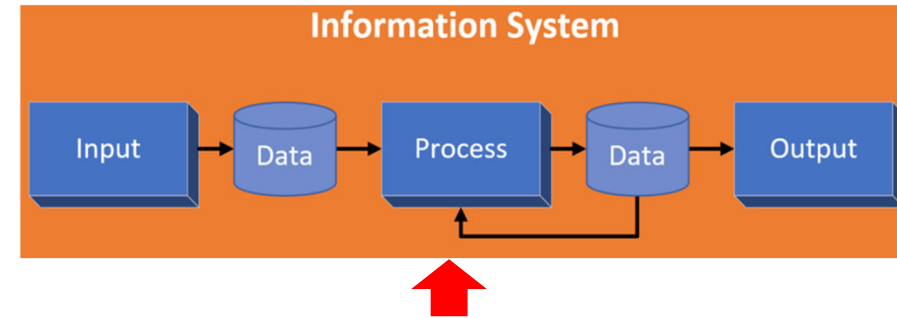 Information System
Input
Data
Process
Data
Output